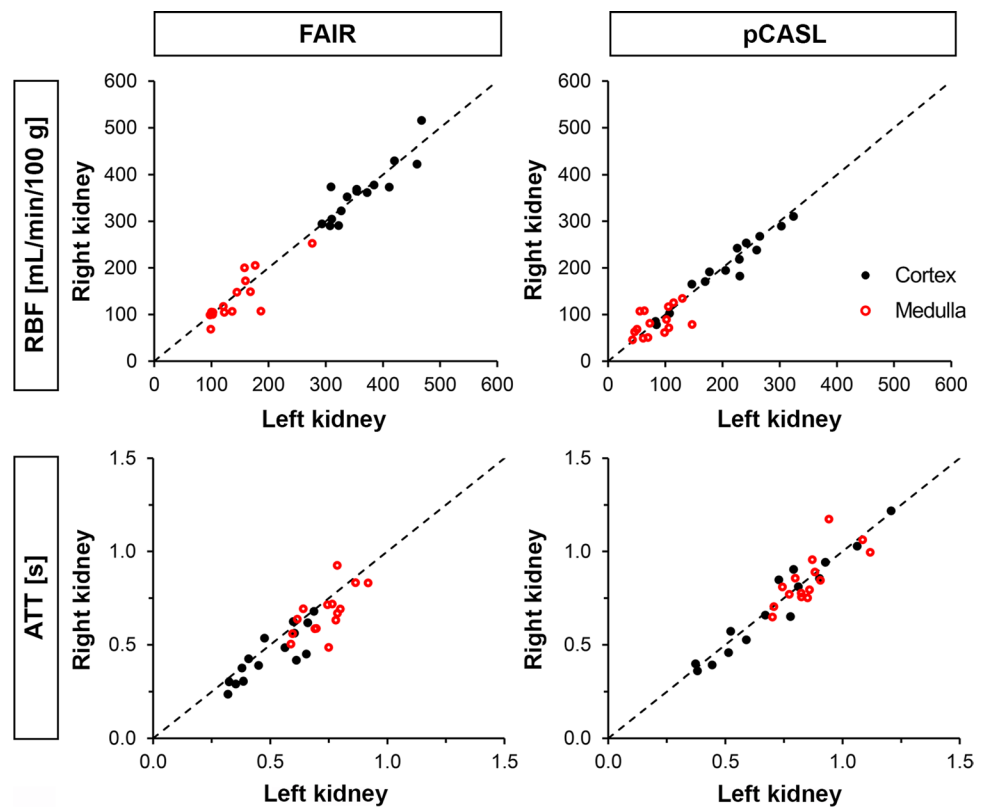 FAIR
pCASL
RBF [mL/min/100 g]
Right kidney
600
500
400
300
200
100
0
0 100 200 300 400 500 600
Left kidney
Right kidney
600
500
400
300
200
100
0
0 100 200 300 400 500 600
Left kidney
Cortex
Medulla
ATT [s]
Right kidney
1.5
1.0
0.5
0.0
0.0 0.5 1.0 1.5
Left kidney
Right kidney
1.5
1.0
0.5
0.0
0.0 0.5 1.0 1.5
Left kidney